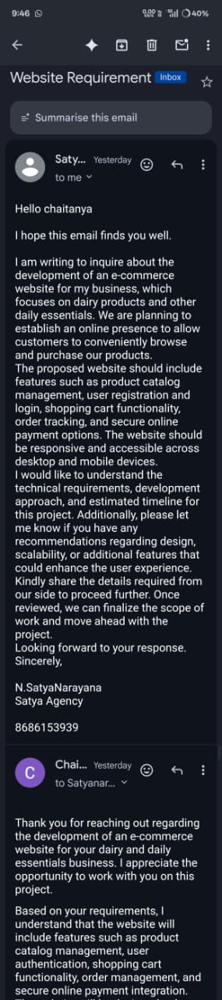 9:46
0.00
KB/S
5G
40%
Website Requirement Inbox
Summarise this email
Saty... Yesterday
to me
Hello chaitanya
I hope this email finds you well.
I am writing to inquire about the
development of an e-commerce
website for my business, which
focuses on dairy products and other
daily essentials. We are planning to
establish an online presence to allow
customers to conveniently browse
and purchase our products.
The proposed website should include
features such as product catalog
management, user registration and
login, shopping cart functionality,
order tracking, and secure online
payment options. The website should
be responsive and accessible across
desktop and mobile devices.
I would like to understand the
technical requirements, development
approach, and estimated timeline for
this project. Additionally, please let
me know if you have any
recommendations regarding design,
scalability, or additional features that
could enhance the user experience.
Kindly share the details required from
our side to proceed further. Once
reviewed, we can finalize the scope of
work and move ahead with the
project.
Looking forward to your response.
Sincerely,
N.SatyaNarayana
Satya Agency
8686153939
C
Chai... Yesterday
to Satyanar...
Thank you for reaching out regarding
the development of an e-commerce
website for your dairy and daily
essentials business. I appreciate the
opportunity to work with you on this
project.
Based on your requirements, I
understand that the website will
include features such as product
catalog management, user
authentication, shopping cart
functionality, order management, and
secure online payment integration.